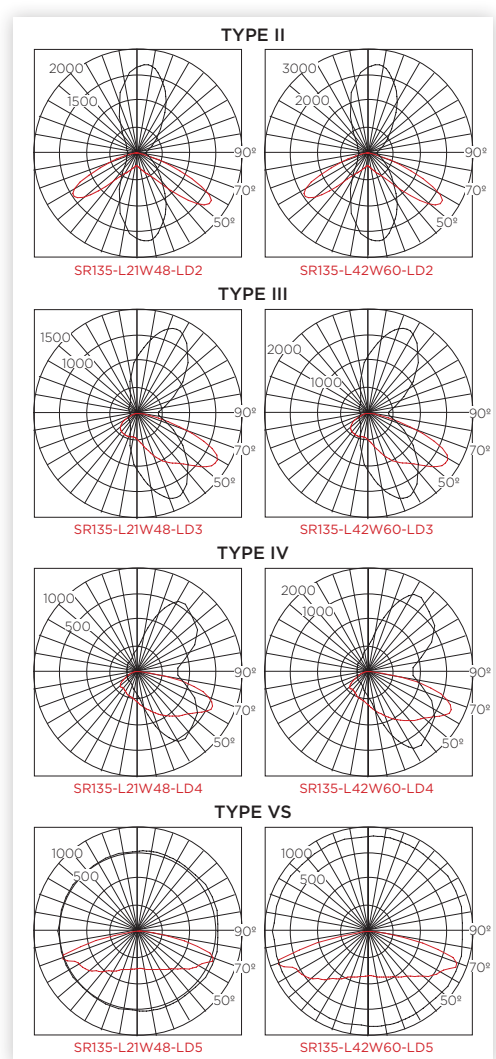 TYPE II
2000
1500
90º
70º
50º
3000
2000
90º
70º
50º
SR135-L21W48-LD2
SR135-L42W60-LD2
TYPE III
1500
1000
90º
70º
50º
2000
1000
90º
70º
50º
SR135-L21W48-LD3
SR135-L42W60-LD3
TYPE IV
1000
500
90º
70º
50º
2000
1000
90º
70º
50º
SR135-L21W48-LD4
SR135-L42W60-LD4
TYPE VS
1000
500
90º
70º
50º
1000
500
90º
70º
50º
SR135-L21W48-LD5
SR135-L42W60-LD5